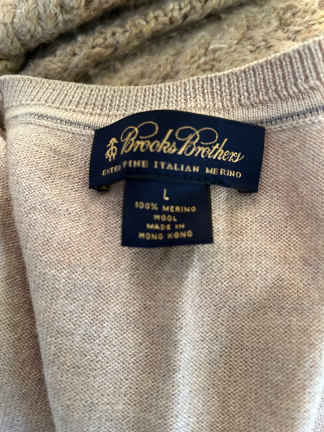 Brooks Brothers
EXTRA FINE ITALIAN MERINO
L
100% MERINO
WOOL
MADE IN
HONG KONG